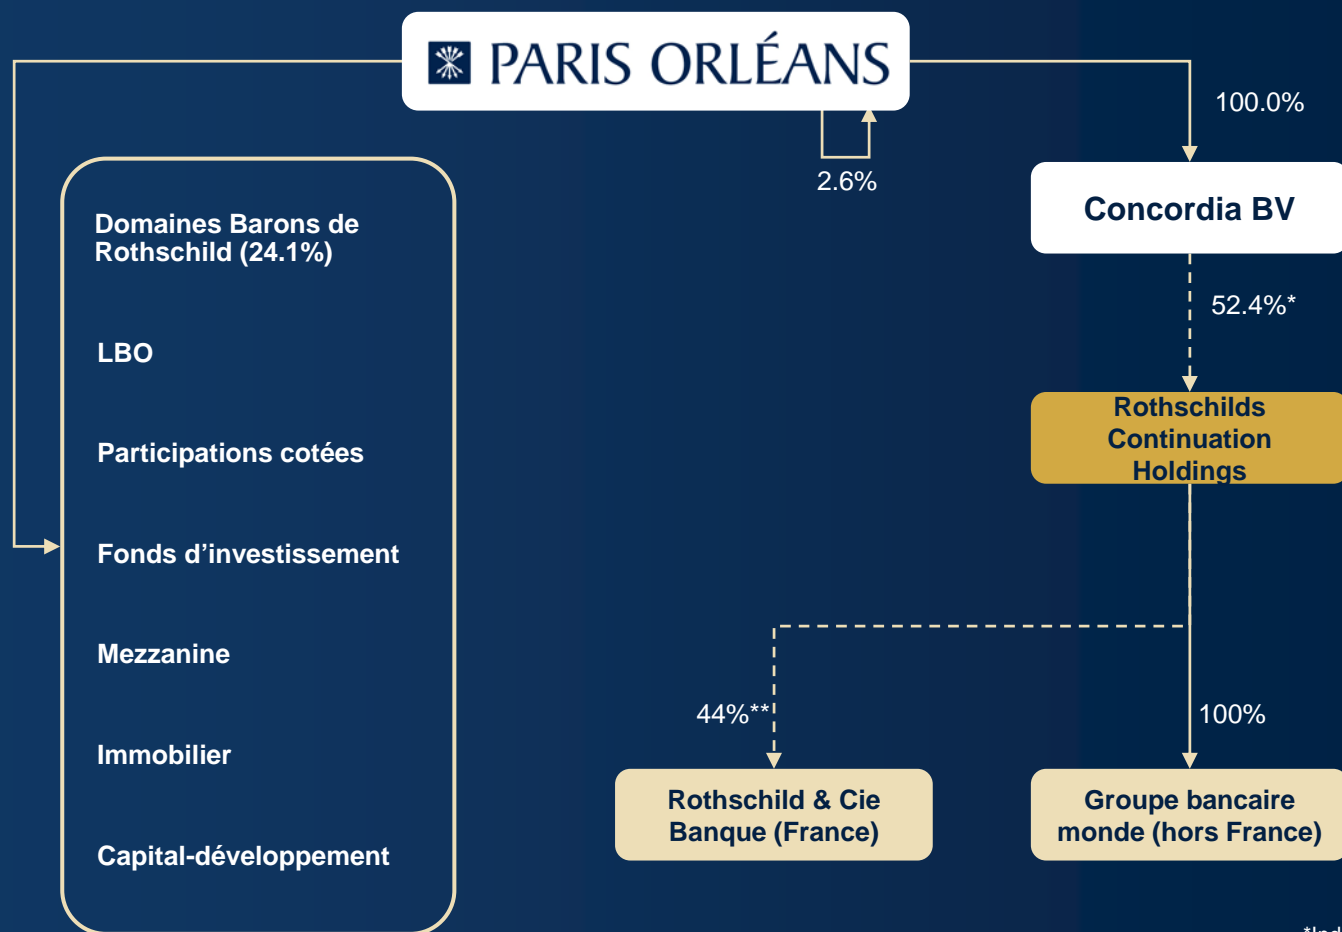 PARIS ORLÉANS
100.0%
2.6%
Concordia BV
52.4%*
Rothschilds
Continuation
Holdings
Domaines Barons de
Rothschild (24.1%)
LBO
Participations cotées
Fonds d’investissement
Mezzanine
Immobilier
Capital-développement
44%**
100%
Rothschild & Cie
Banque (France)
Groupe bancaire
monde (hors France)